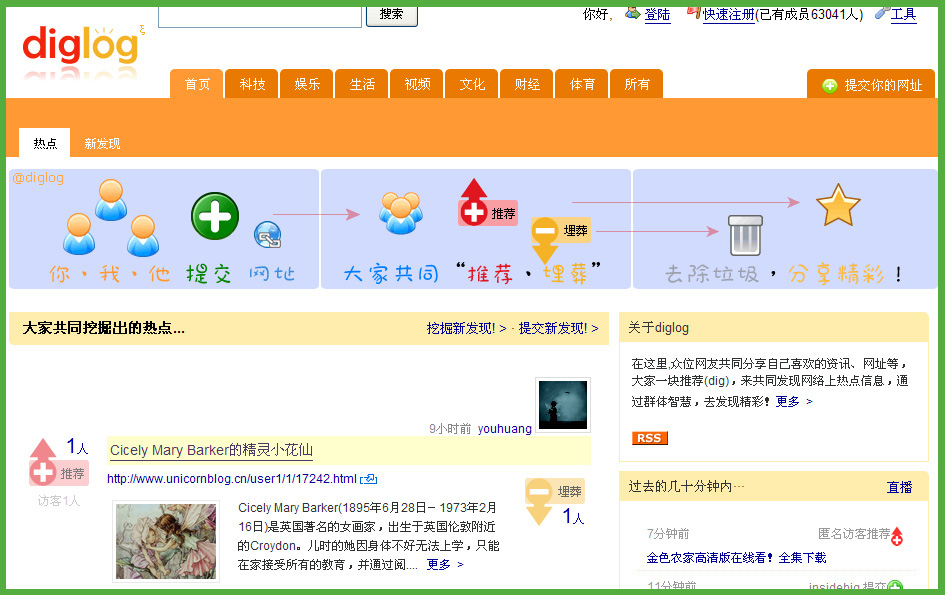 搜索
你好, 登陆 快速注册(已有成员63041人) 工具
diglog
首页 科技 娱乐 生活 视频 文化 财经 体育 所有
提交你的网址
热点 新发现
@diglog
推荐
埋葬
你、我、他 提交 网址
大家共同 “推荐、埋葬”
去除垃圾，分享精彩！
大家共同挖掘出的热点...
挖掘新发现! > · 提交新发现! >
9小时前 youhuang
1人
推荐
访客1人
Cicely Mary Barker的精灵小花仙
http://www.unicornblog.cn/user1/1/17242.html
Cicely Mary Barker(1895年6月28日– 1973年2月
16日)是英国著名的女画家，出生于英国伦敦附近
的Croydon。儿时的她因身体不好无法上学，只能
在家接受所有的教育，并通过阅.... 更多 >
埋葬
1人
关于diglog
在这里,众位网友共同分享自己喜欢的资讯、网址等，
大家一块推荐(dig)，来共同发现网络上热点信息，通
过群体智慧，去发现精彩！更多 >
RSS
过去的几十分钟内… 直播
7分钟前 匿名访客推荐
金色农家高清版在线看！全集下载
11分钟前 insidebig 提交